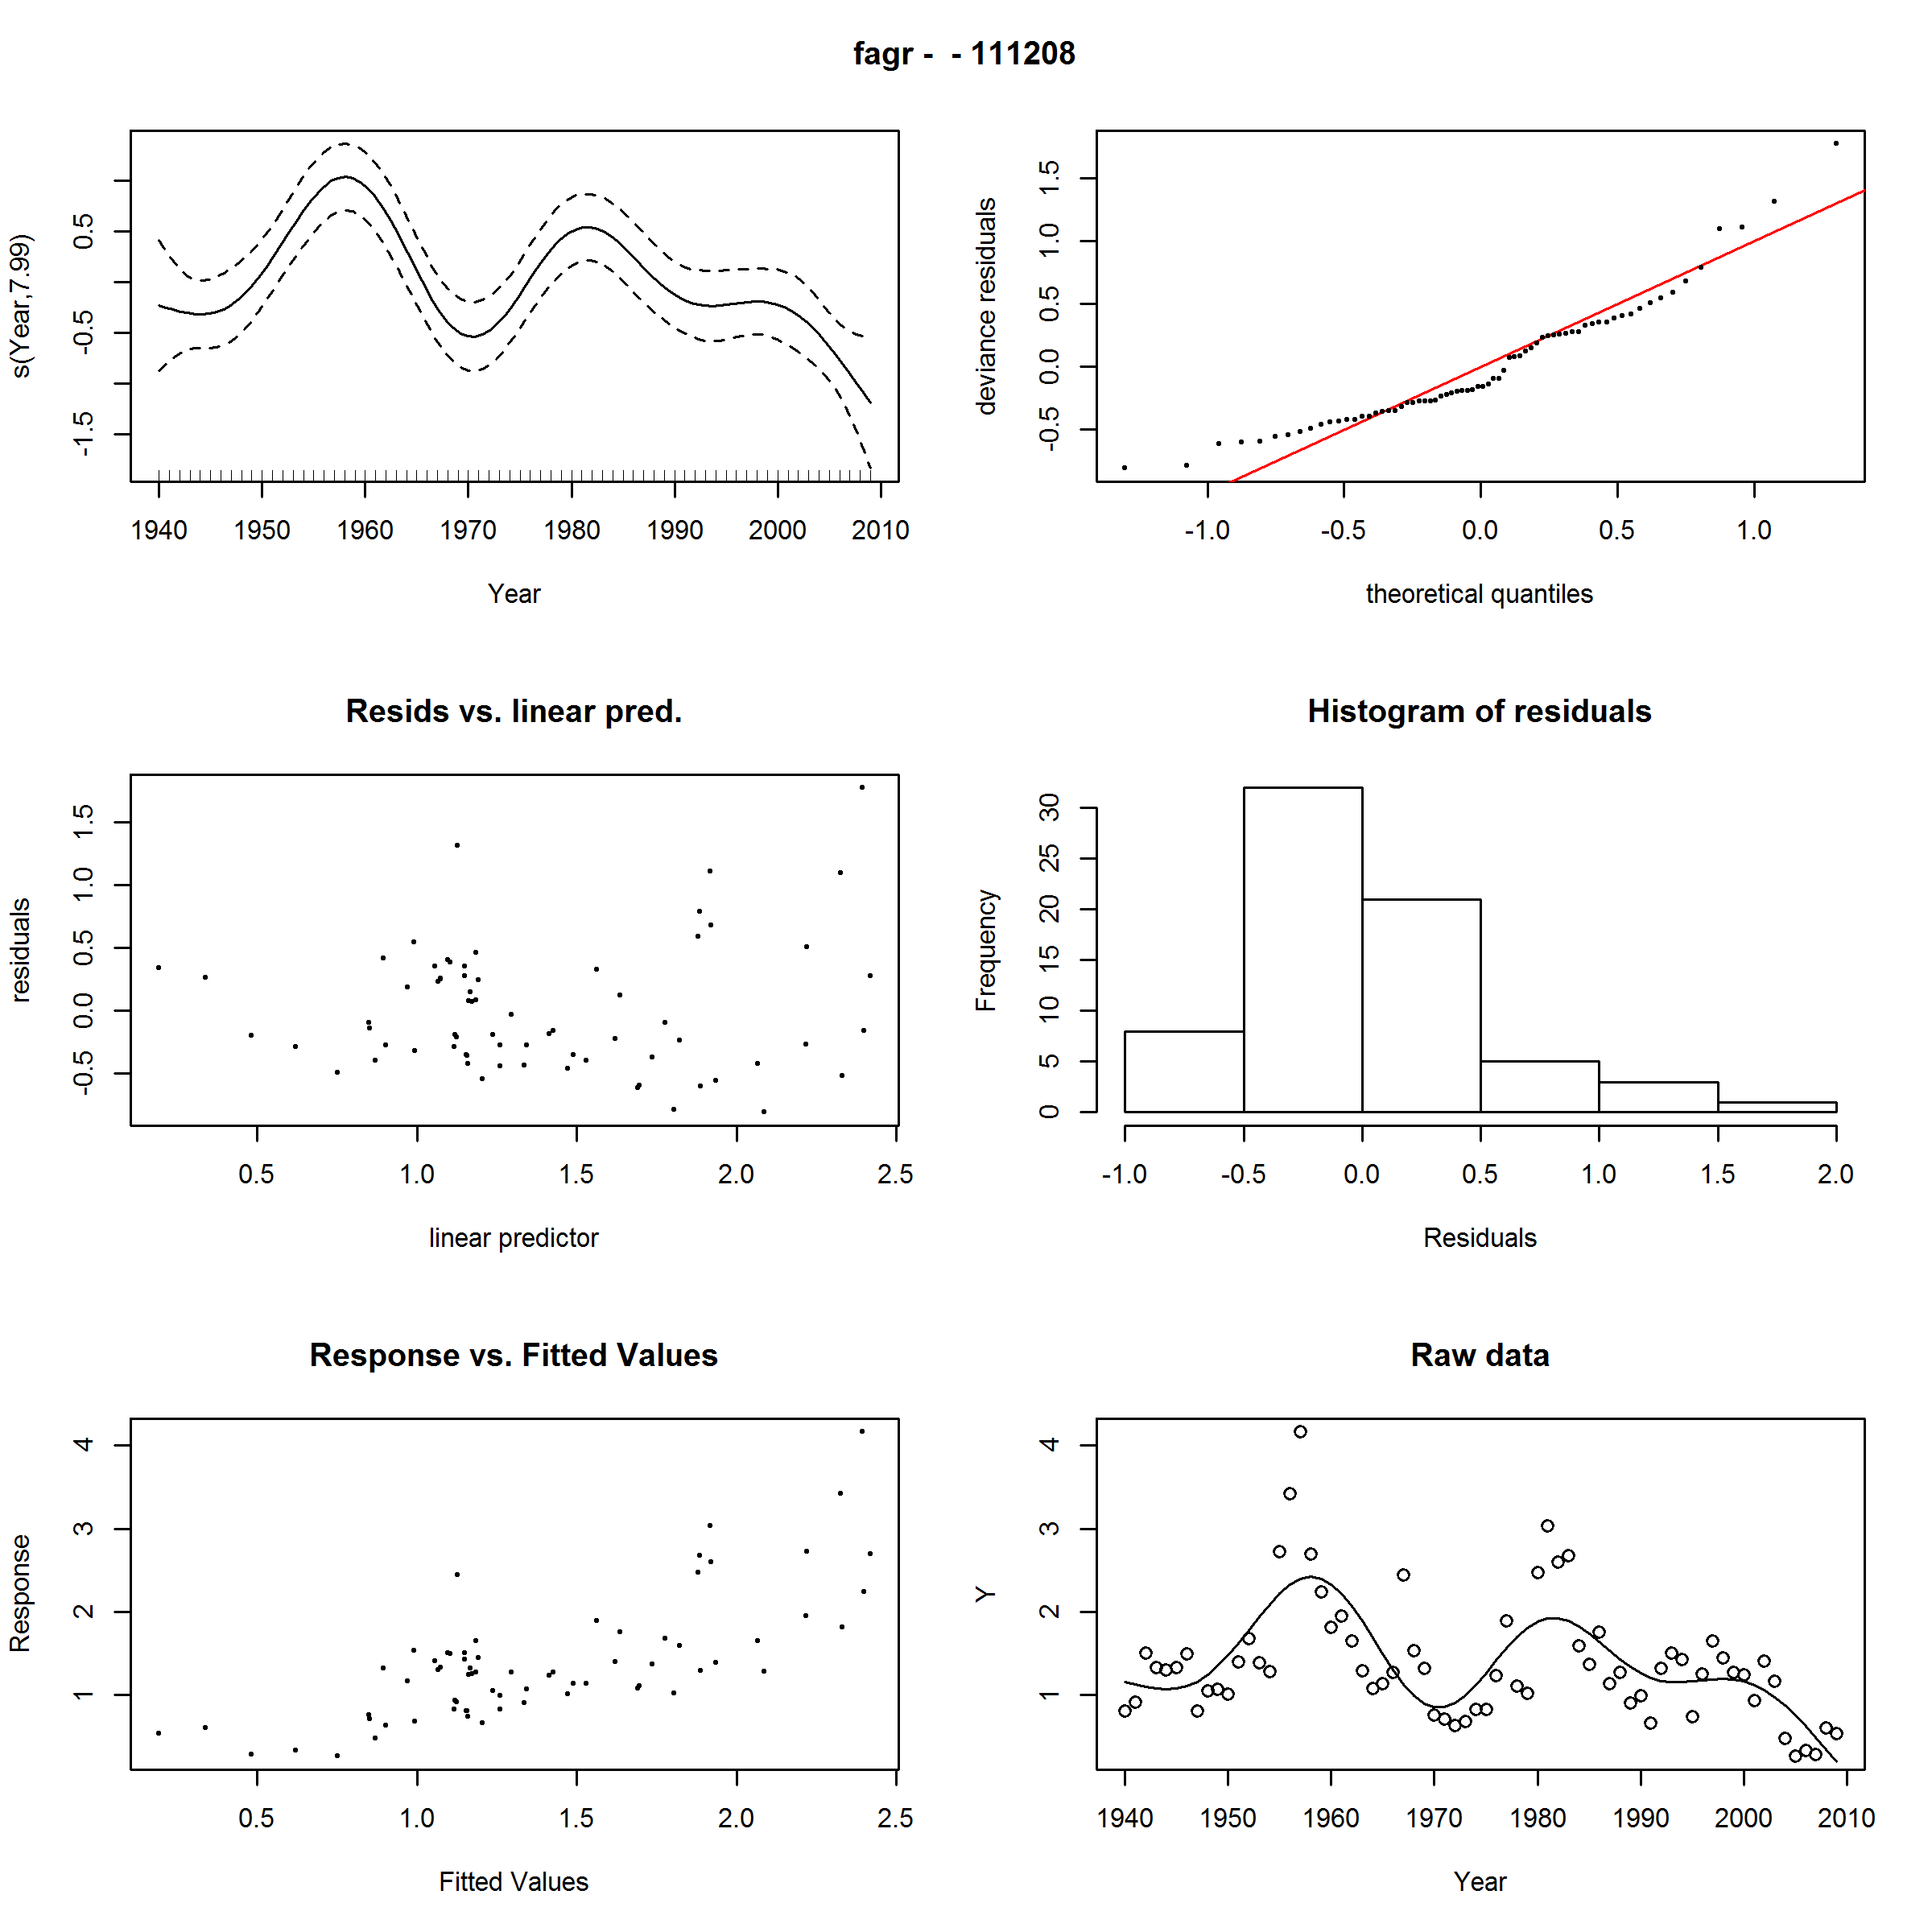 fagr -  - 111208
s(Year,7.99)
0.5
-0.5
-1.5
1940 1950 1960 1970 1980 1990 2000 2010
Year
deviance residuals
1.5
1.0
0.5
0.0
-0.5
-1.0 -0.5 0.0 0.5 1.0
theoretical quantiles
Resids vs. linear pred.
residuals
1.5
1.0
0.5
0.0
-0.5
0.5 1.0 1.5 2.0 2.5
linear predictor
Histogram of residuals
Frequency
30
25
20
15
10
5
0
-1.0 -0.5 0.0 0.5 1.0 1.5 2.0
Residuals
Response vs. Fitted Values
Response
4
3
2
1
0.5 1.0 1.5 2.0 2.5
Fitted Values
Raw data
Y
4
3
2
1
1940 1950 1960 1970 1980 1990 2000 2010
Year